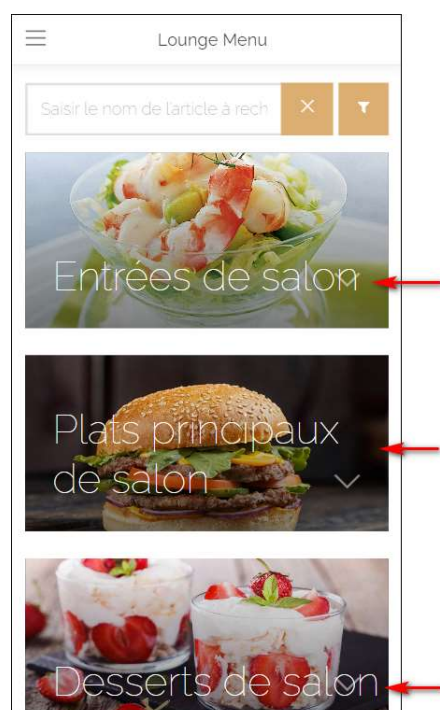 Lounge Menu
Saisir le nom de l'article à rech
Entrées de salon
Plats principaux
de salon
Desserts de salon